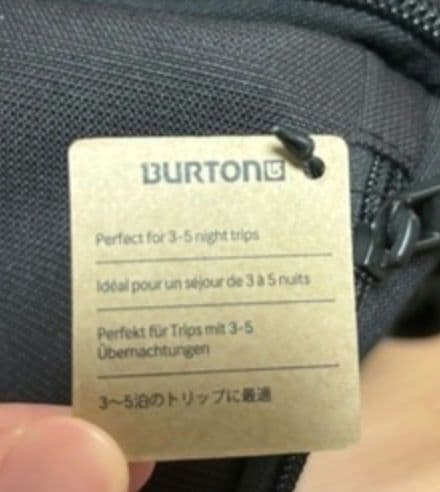 BURTON
Perfect for 3-5 night trips
Idéal pour un séjour de 3 à 5 nuits
Perfekt für Trips mit 3-5
Übernachtungen
3〜5泊のトリップに最適